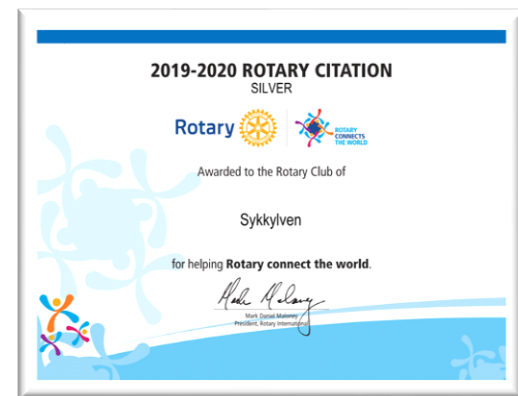 2019-2020 ROTARY CITATION
SILVER
Rotary
ROTARY
CONNECTS
THE WORLD
Awarded to the Rotary Club of
Sykkylven
for helping Rotary connect the world.
Mark Daniel Maloney
President, Rotary International